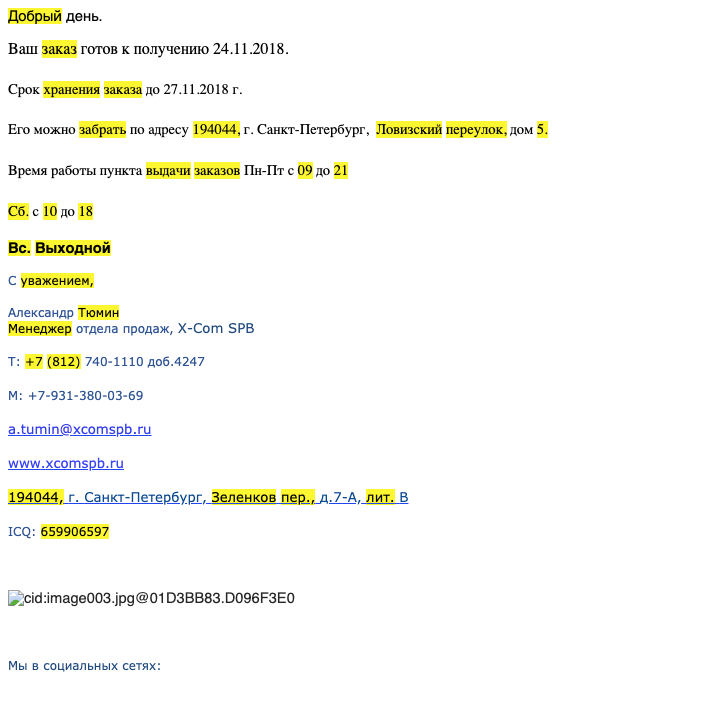 Добрый день.
Ваш заказ готов к получению 24.11.2018.
Срок хранения заказа до 27.11.2018 г.
Его можно забрать по адресу 194044, г. Санкт-Петербург, Ловизский переулок, дом 5.
Время работы пункта выдачи заказов Пн-Пт с 09 до 21
Сб. с 10 до 18
Вс. Выходной
С уважением,
Александр Тюмин
Менеджер отдела продаж, X-Com SPB
Т: +7 (812) 740-1110 доб.4247
М: +7-931-380-03-69
a.tumin@xcomspb.ru
www.xcomspb.ru
194044, г. Санкт-Петербург, Зеленков пер., д.7-А, лит. В
ICQ: 659906597
cid:image003.jpg@01D3BB83.D096F3E0
Мы в социальных сетях: